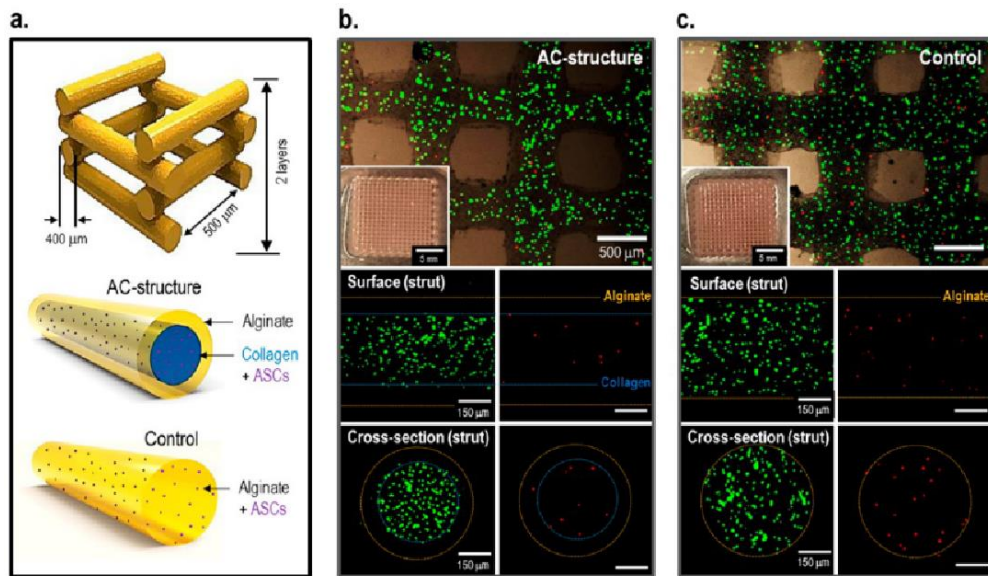 a.
2 layers
400 µm
500 µm
AC-structure
Alginate
Collagen
+ ASCs
Control
Alginate
+ ASCs
b.
AC-structure
5 mm
500 µm
Surface (strut)
Alginate
Collagen
150 µm
Cross-section (strut)
150 µm
c.
Control
5 mm
Surface (strut)
Alginate
150 µm
Cross-section (strut)
150 µm